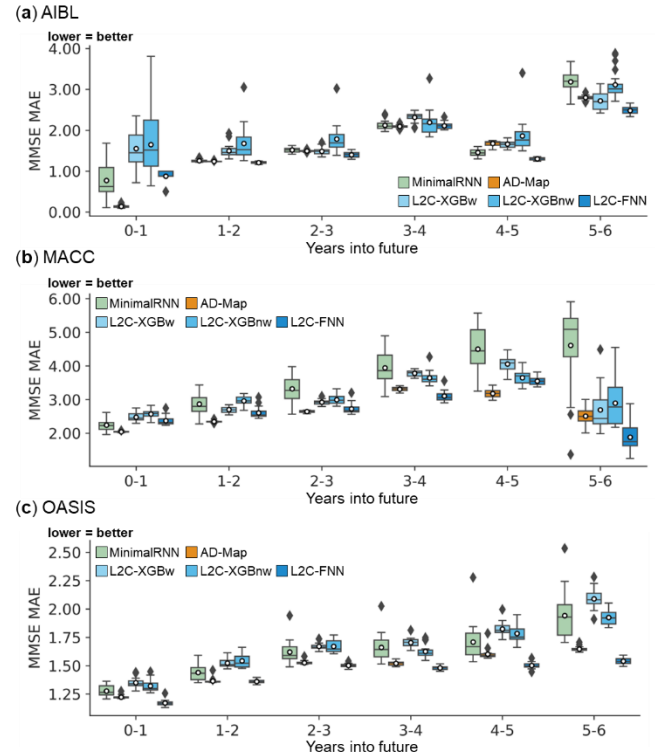 (a) AIBL
lower = better
4.00
3.00
2.00
1.00
0.00
MMSE MAE
MinimalRNN AD-Map
L2C-XGBw L2C-XGBnw L2C-FNN
0-1 1-2 2-3 3-4 4-5 5-6
Years into future
(b) MACC
lower = better
MinimalRNN AD-Map
L2C-XGBw L2C-XGBnw L2C-FNN
6.00
5.00
4.00
3.00
2.00
MMSE MAE
0-1 1-2 2-3 3-4 4-5 5-6
Years into future
(c) OASIS
lower = better
MinimalRNN AD-Map
L2C-XGBw L2C-XGBnw L2C-FNN
2.50
2.25
2.00
1.75
1.50
1.25
MMSE MAE
0-1 1-2 2-3 3-4 4-5 5-6
Years into future